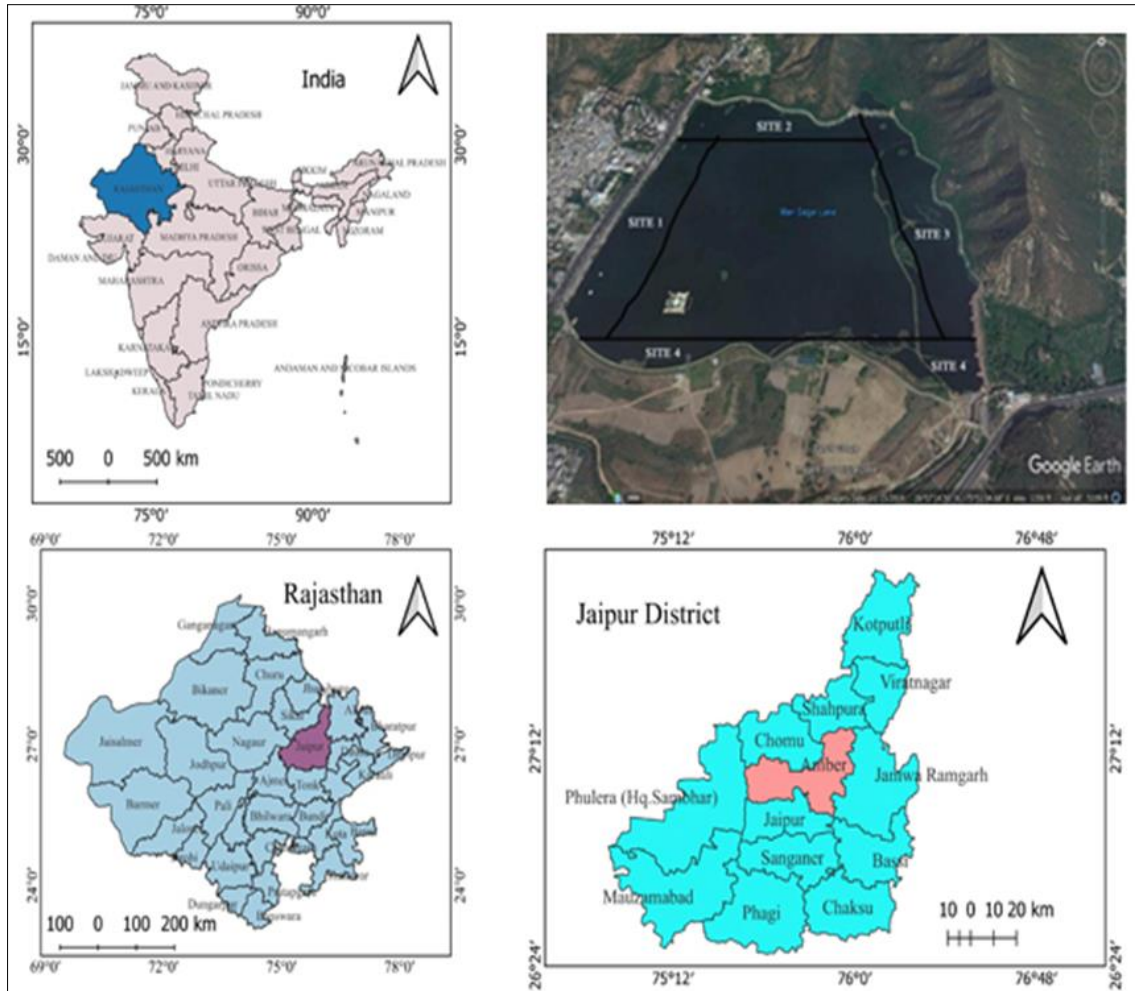 75°0' 90°0'
India
JAMMU AND KASHMIR
HIMACHAL PRADESH
PUNJAB
HARYANA
DELHI
RAJASTHAN
UTTAR PRADESH
SIKKIM
ARUNACHAL PRADESH
NAGALAND
BIHAR
MANIPUR
WEST BENGAL
MIZORAM
GUJARAT
MADHYA PRADESH
DAMAN AND DIU
ORISSA
MAHARASHTRA
ANDHRA PRADESH
KARNATAKA
LAKSHADWEEP
ANDAMAN AND NICOBAR ISLANDS
KERALA
PONDICHERRY
TAMIL NADU
30°0'
15°0'
30°0'
15°0'
500 0 500 km
75°0' 90°0'
SITE 2
Man Sagar Lake
SITE 1
SITE 3
SITE 4
SITE 4
Google Earth
69°0' 72°0' 75°0' 78°0'
Rajasthan
Ganganagar
Hanumangarh
Churu
Bikaner
Jhunjhunu
Sikar
Bharatpur
Jaisalmer
Nagaur
Jaipur
Jodhpur
Ajmer
Tonk
Karauli
Barmer
Pali
Bhilwara
Bundi
Jalore
Kota
Udaipur
Dungarpur
Banswara
30°0'
27°0'
24°0'
30°0'
27°0'
24°0'
100 0 100 200 km
69°0' 72°0' 75°0' 78°0'
75°12' 76°0' 76°48'
Jaipur District
Kotputli
Viratnagar
Shahpura
Chomu
Amber
Jamwa Ramgarh
Phulera (Hq.Sambhar)
Jaipur
Sanganer
Bassi
Mauzamabad
Phagi
Chaksu
27°12'
26°24'
27°12'
26°24'
10 0 10 20 km
75°12' 76°0' 76°48'